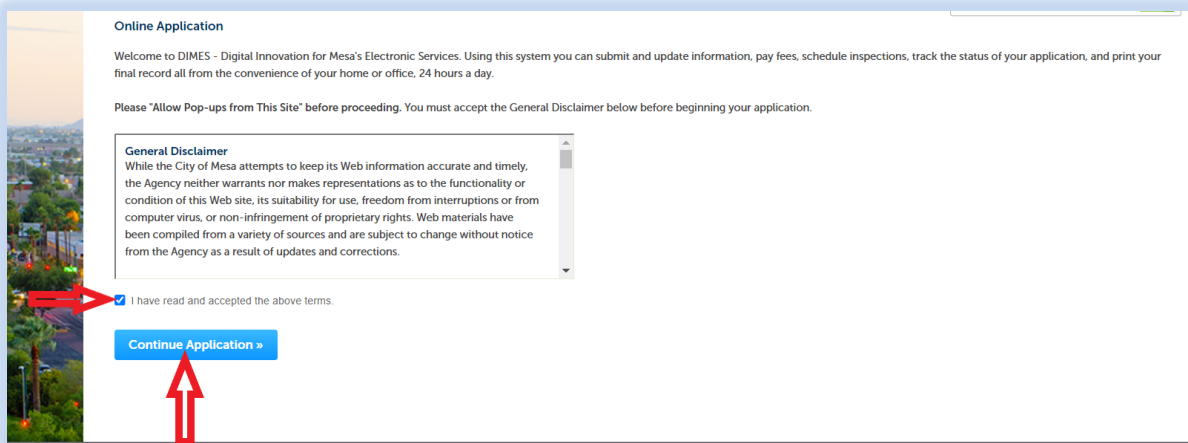 Online Application
Welcome to DIMES - Digital Innovation for Mesa's Electronic Services. Using this system you can submit and update information, pay fees, schedule inspections, track the status of your application, and print your
final record all from the convenience of your home or office, 24 hours a day.
Please "Allow Pop-ups from This Site" before proceeding. You must accept the General Disclaimer below before beginning your application.
General Disclaimer
While the City of Mesa attempts to keep its Web information accurate and timely,
the Agency neither warrants nor makes representations as to the functionality or
condition of this Web site, its suitability for use, freedom from interruptions or from
computer virus, or non-infringement of proprietary rights. Web materials have
been compiled from a variety of sources and are subject to change without notice
from the Agency as a result of updates and corrections.
I have read and accepted the above terms.
Continue Application »